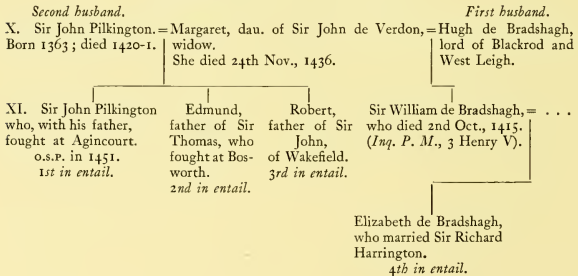 Second husband.
First husband.
X. Sir John Pilkington. = Margaret, dau. of Sir John de Verdon, = Hugh de Bradshagh,
Born 1363; died 1420-1.
widow.
She died 24th Nov., 1436.
lord of Blackrod and
West Leigh.
XI. Sir John Pilkington
who, with his father,
fought at Agincourt.
O.S.P. in 1451.
1st in entail.
Edmund,
father of Sir
Thomas, who
fought at Bos-
worth.
2nd in entail.
Robert,
father of Sir
John,
of Wakefield.
3rd in entail.
Sir William de Bradshagh, = . . .
who died 2nd Oct., 1415.
(Inq. P. M., 3 Henry V).
Elizabeth de Bradshagh,
who married Sir Richard
Harrington.
4th in entail.